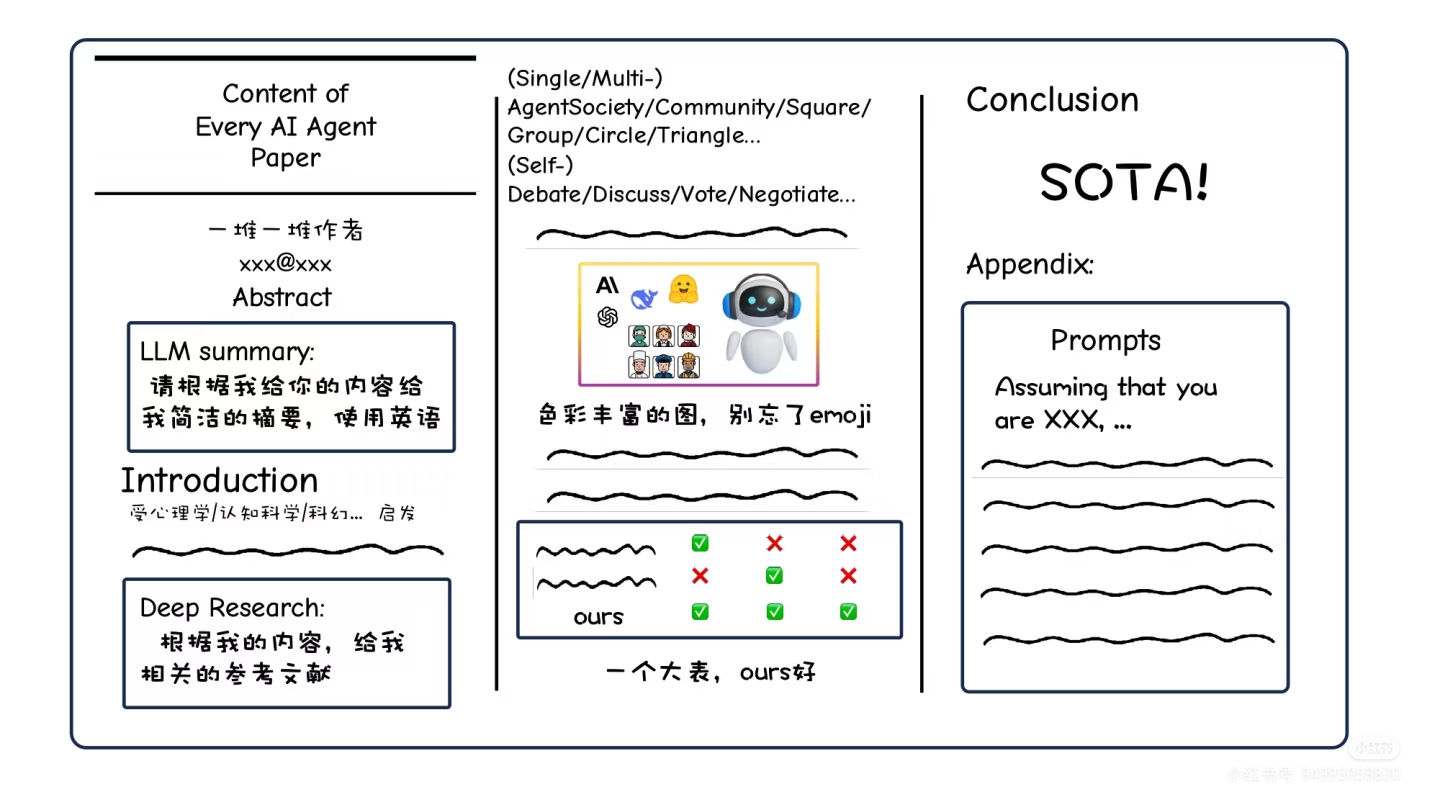 Content of
Every AI Agent
Paper
一堆一堆作者
xxx@xxx
Abstract
LLM summary:
请根据我给你的内容给
我简洁的摘要，使用英语
Introduction
受心理学/认知科学/科幻... 启发
Deep Research:
根据我的内容，给我
相关的参考文献
(Single/Multi-)
AgentSociety/Community/Square/
Group/Circle/Triangle...
(Self-)
Debate/Discuss/Vote/Negotiate...
色彩丰富的图，别忘了emoji
ours
一个大表，ours好
Conclusion
SOTA!
Appendix:
Prompts
Assuming that you
are XXX, ...
小红书